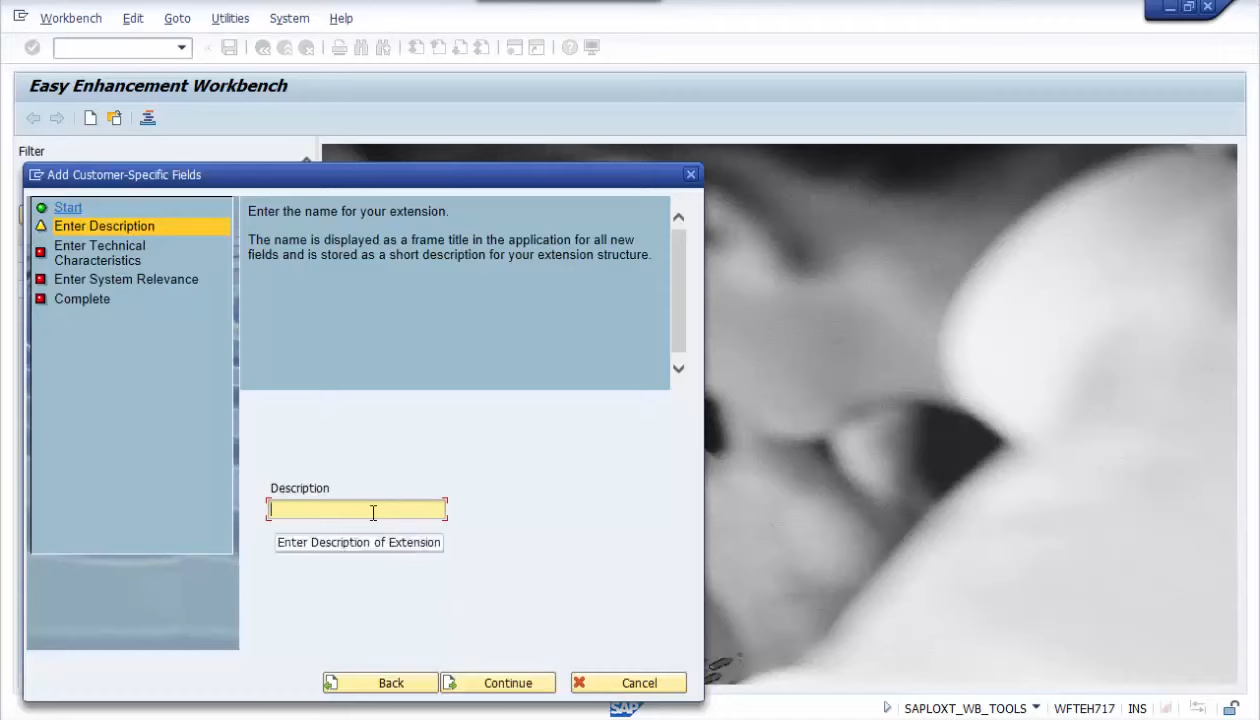 Workbench Edit Goto Utilities System Help
Easy Enhancement Workbench
Filter
Add Customer-Specific Fields
Start
Enter Description
Enter Technical
Characteristics
Enter System Relevance
Complete
Enter the name for your extension.
The name is displayed as a frame title in the application for all new
fields and is stored as a short description for your extension structure.
Description
Enter Description of Extension
Back Continue Cancel
SAP SAPLOXT_WB_TOOLS WFTEH717 INS